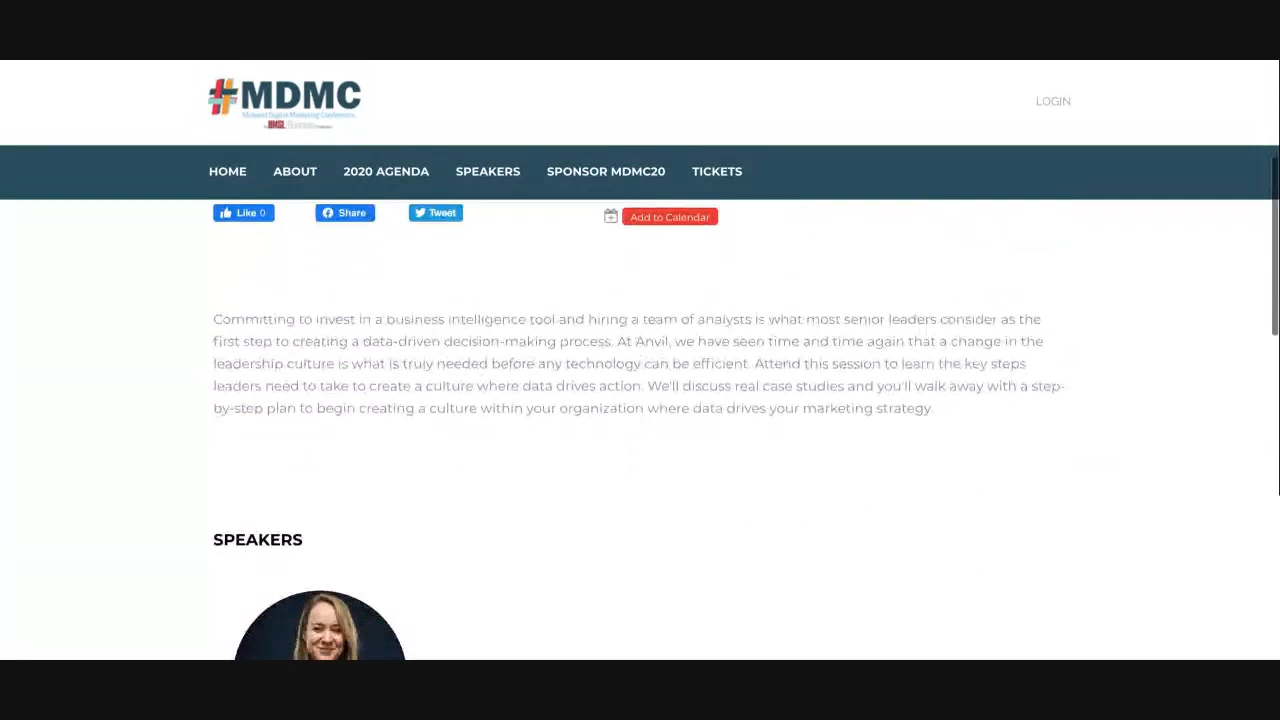 #MDMC
Midwest Digital Marketing Conference
UMSL Business
LOGIN
HOME ABOUT 2020 AGENDA SPEAKERS SPONSOR MDMC20 TICKETS
Like 0 Share Tweet Add to Calendar
Committing to invest in a business intelligence tool and hiring a team of analysts is what most senior leaders consider as the
first step to creating a data-driven decision-making process. At Anvil, we have seen time and time again that a change in the
leadership culture is what is truly needed before any technology can be efficient. Attend this session to learn the key steps
leaders need to take to create a culture where data drives action. We'll discuss real case studies and you'll walk away with a step-
by-step plan to begin creating a culture within your organization where data drives your marketing strategy.
SPEAKERS